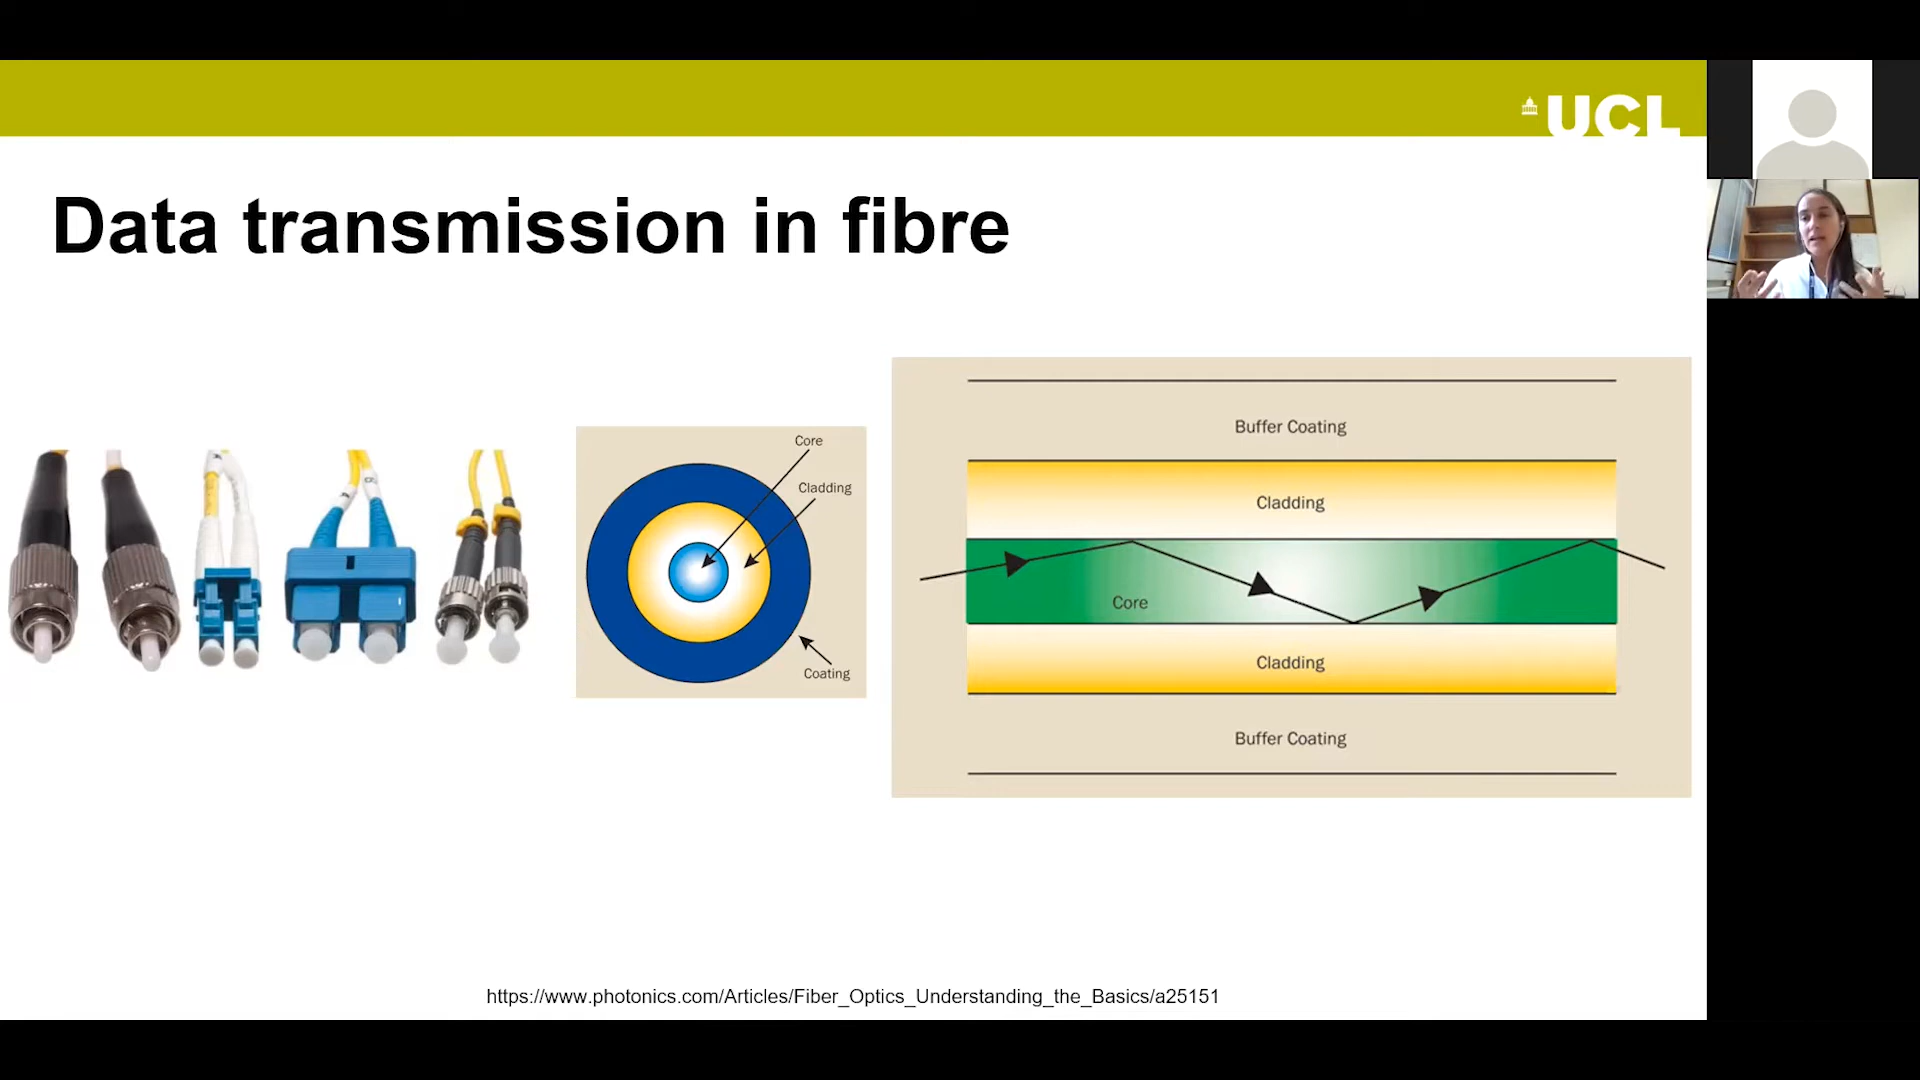 UCL
Data transmission in fibre
Core
Cladding
Coating
Buffer Coating
Cladding
Core
Cladding
Buffer Coating
https://www.photonics.com/Articles/Fiber_Optics_Understanding_the_Basics/a25151